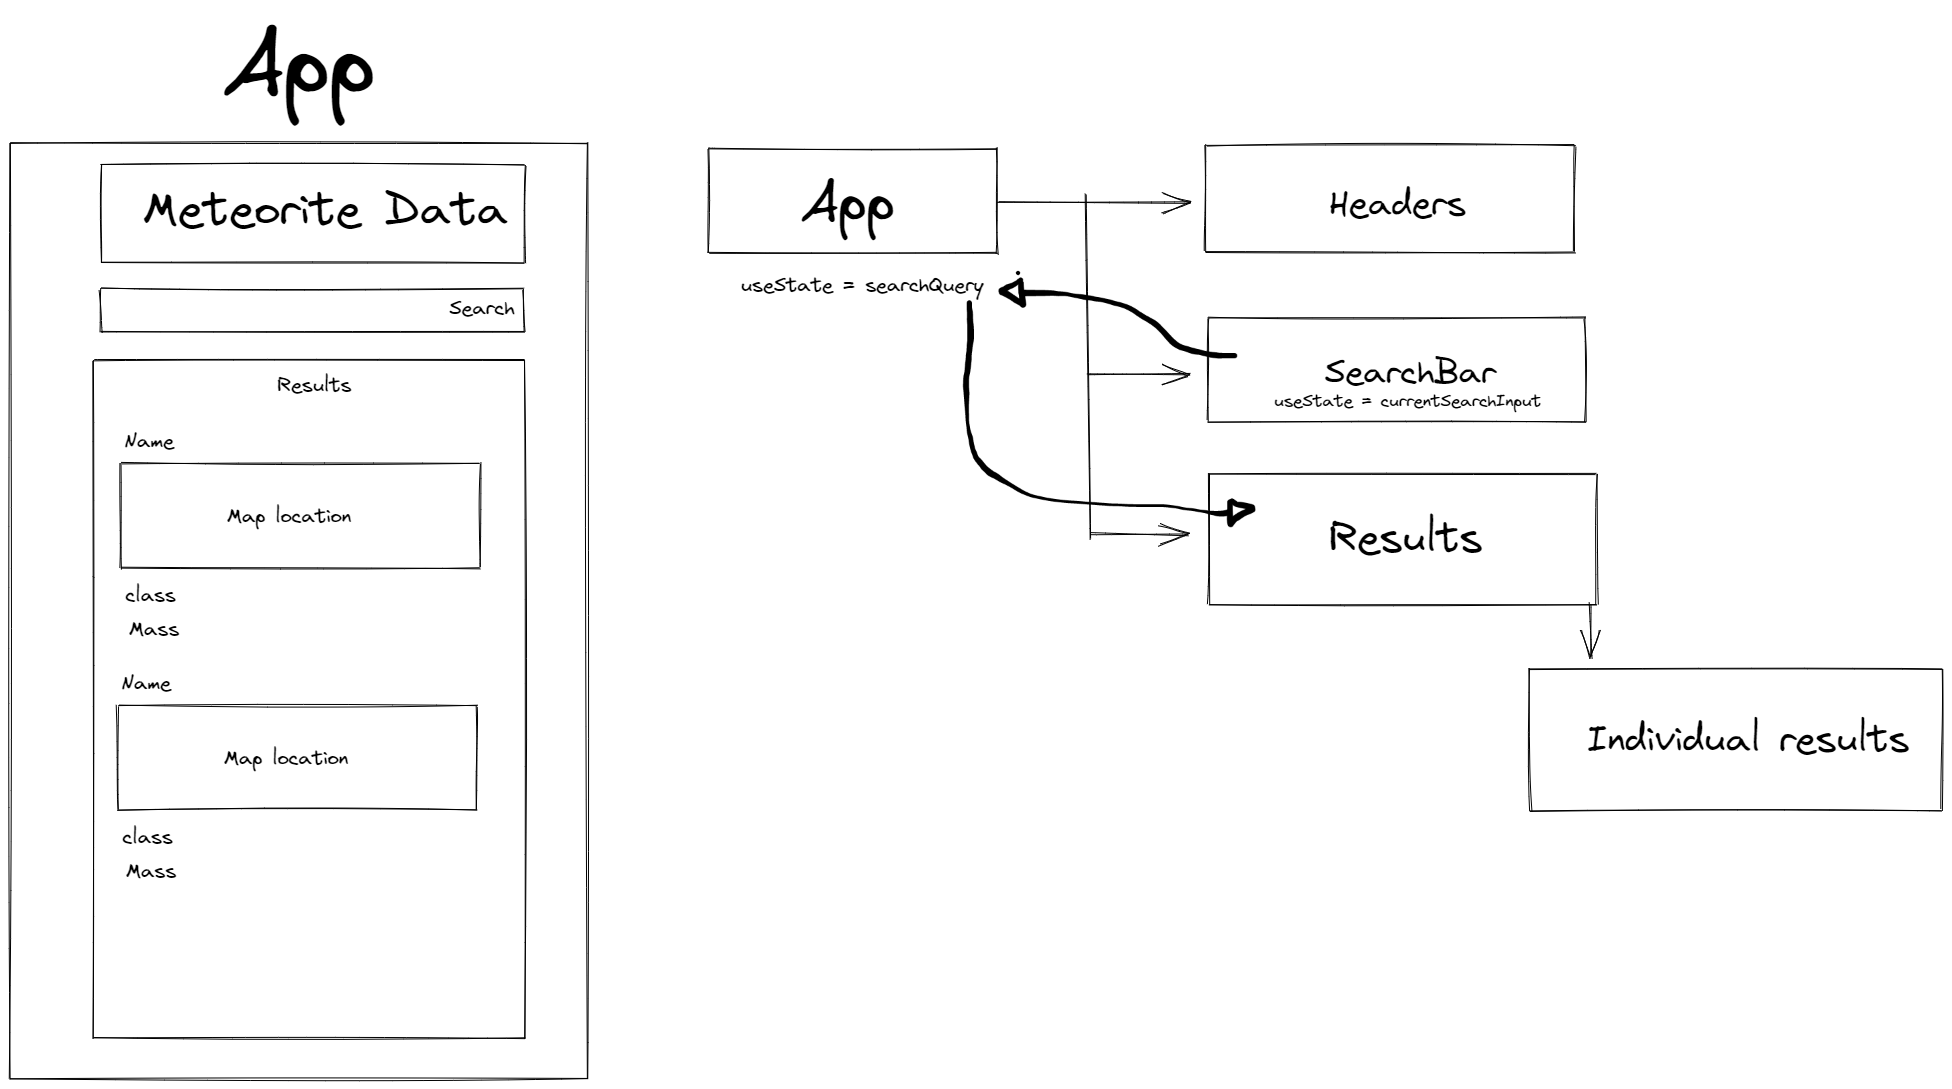 App
Meteorite Data
Search
Results
Name
Map location
class
Mass
Name
Map location
class
Mass
App
useState = searchQuery
Headers
SearchBar
useState = currentSearchInput
Results
Individual results